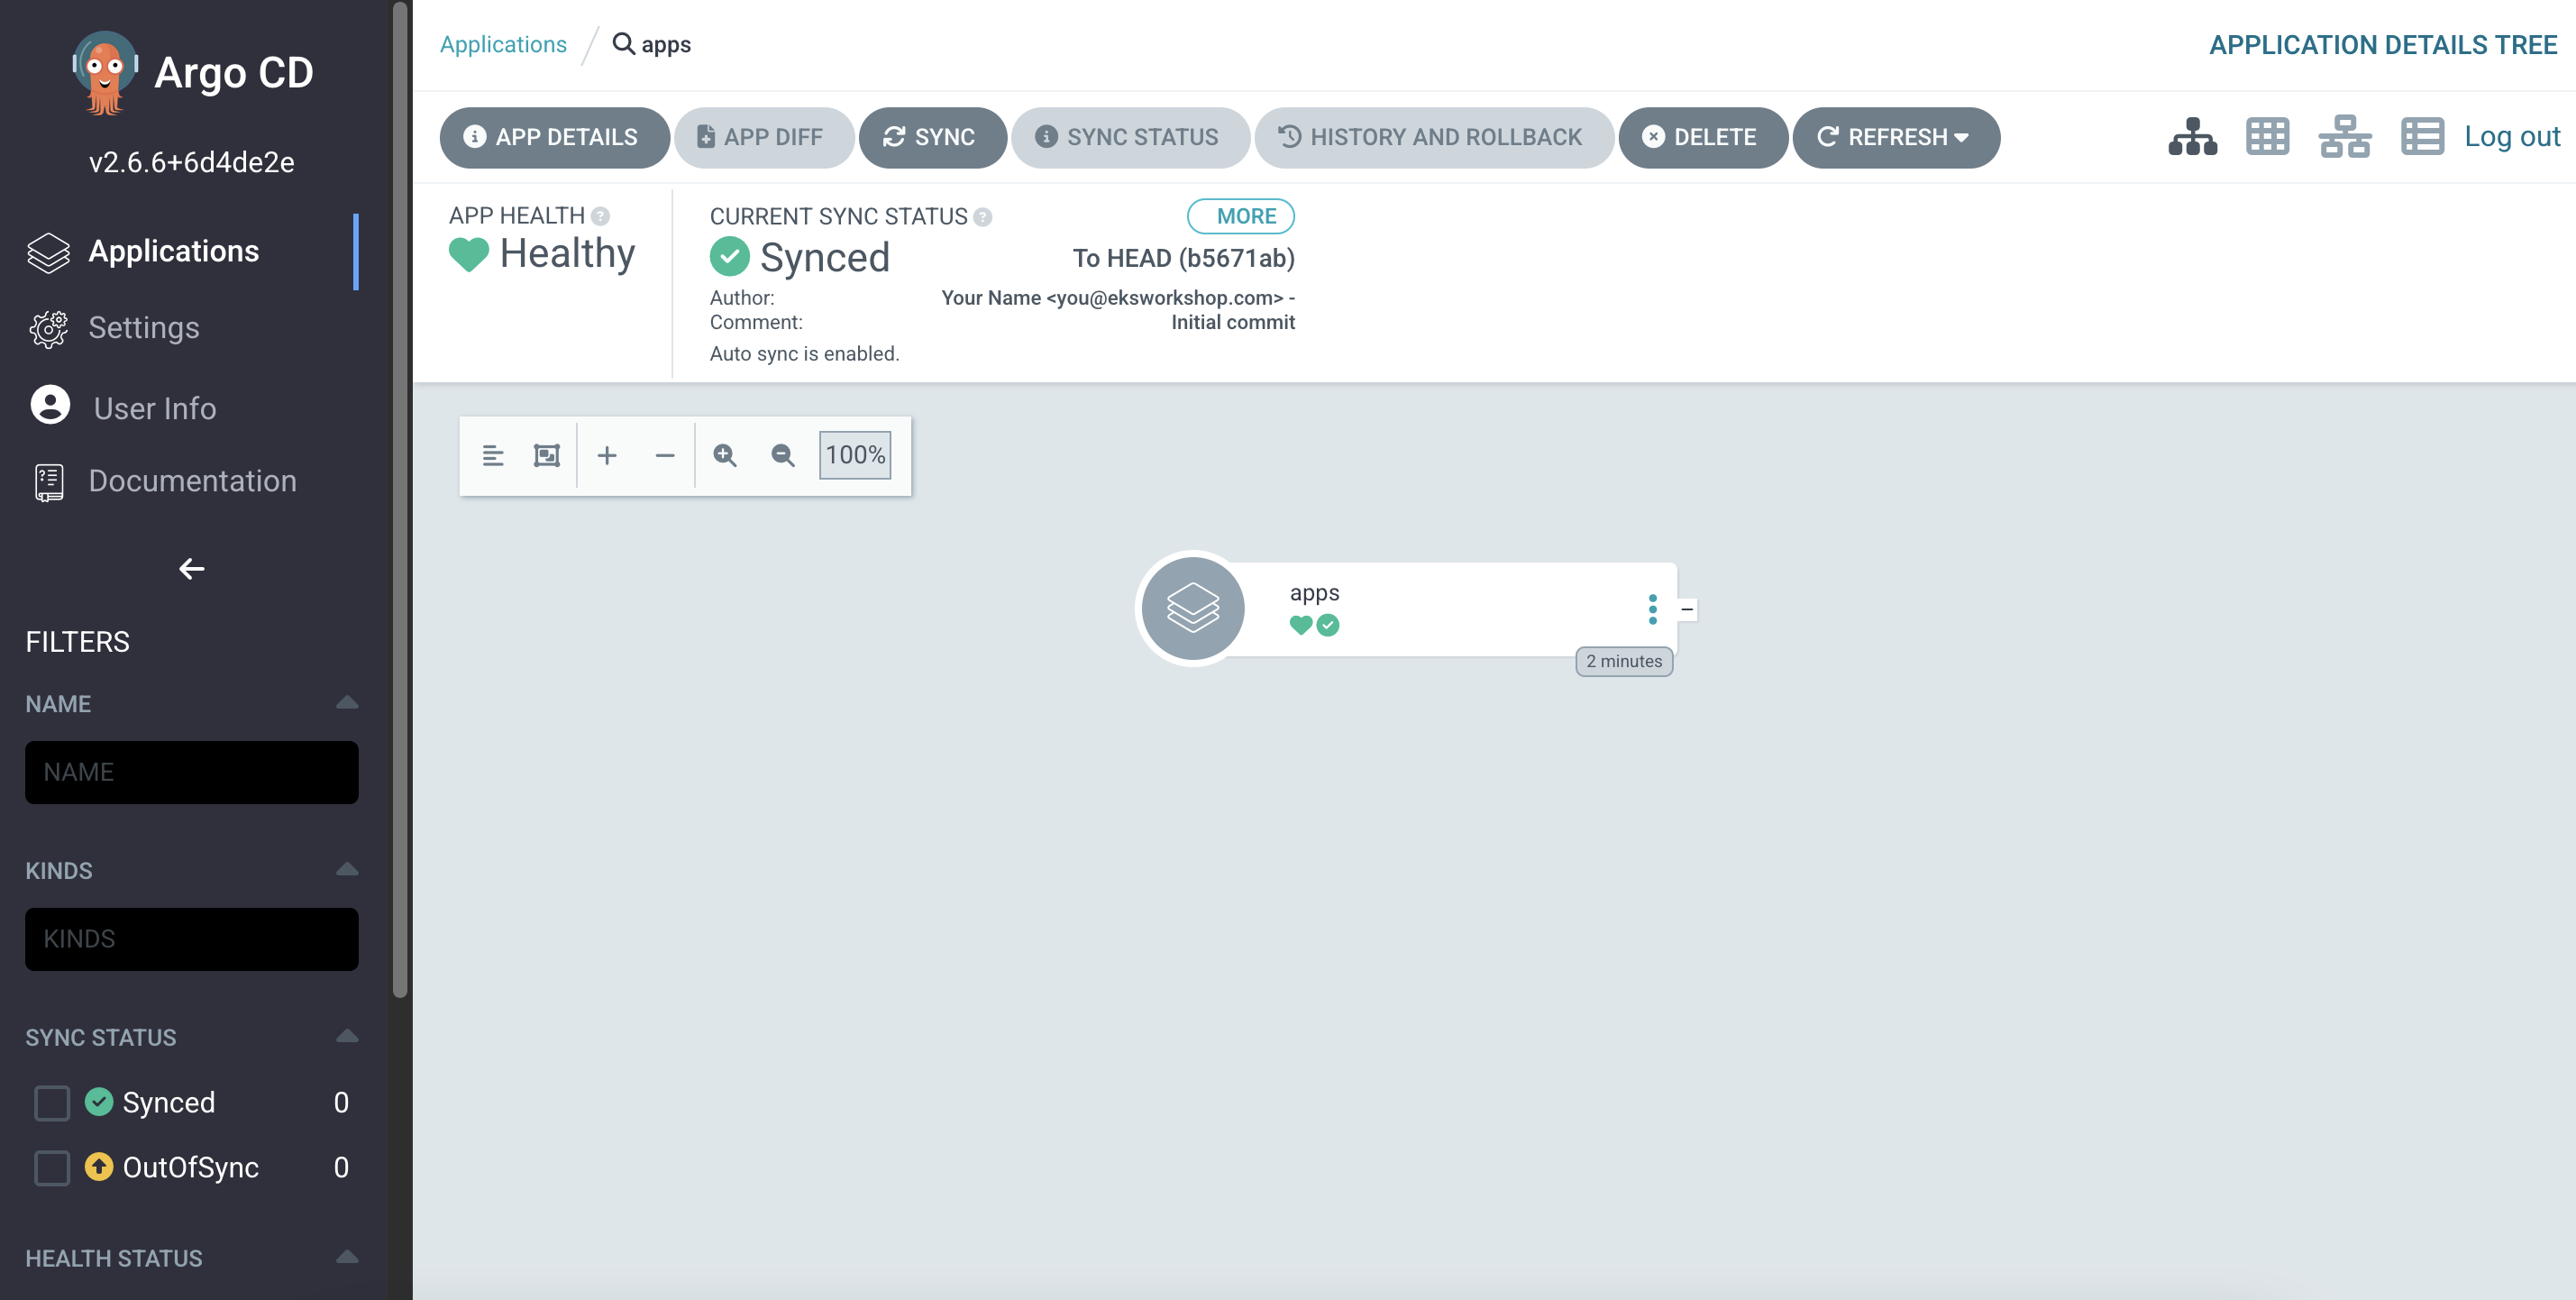 Argo CD
v2.6.6+6d4de2e
Applications
Settings
User Info
Documentation
FILTERS
NAME
NAME
KINDS
KINDS
SYNC STATUS
Synced 0
OutOfSync 0
HEALTH STATUS
Applications / apps
APPLICATION DETAILS TREE
APP DETAILS APP DIFF SYNC SYNC STATUS HISTORY AND ROLLBACK DELETE REFRESH Log out
APP HEALTH ?
Healthy
CURRENT SYNC STATUS ? MORE
Synced To HEAD (b5671ab)
Author: Your Name <you@eksworkshop.com> -
Comment: Initial commit
Auto sync is enabled.
100%
apps
2 minutes